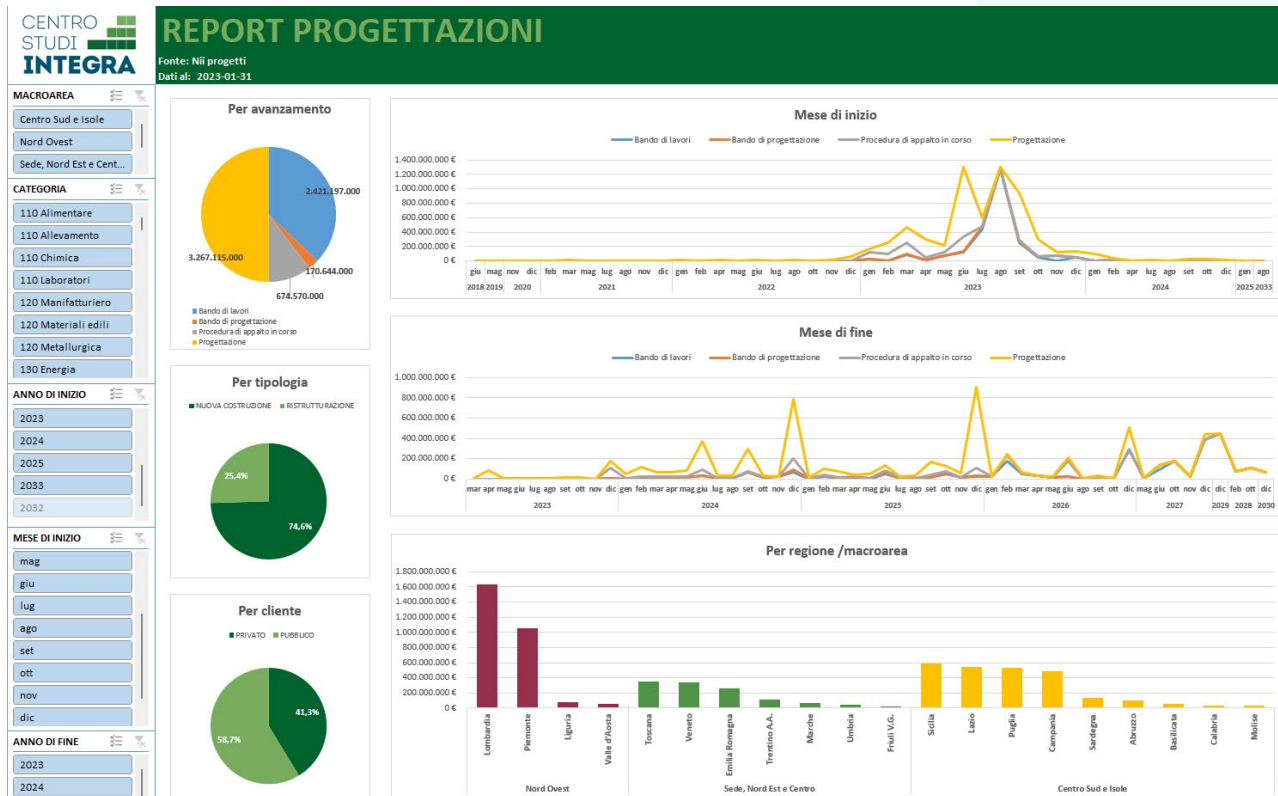 CENTRO
STUDI
INTEGRA
REPORT PROGETTAZIONI
Fonte: Nii progetti
Dati al: 2023-01-31
MACROAREA
Centro Sud e Isole
Nord Ovest
Sede, Nord Est e Cent...
CATEGORIA
110 Alimentare
110 Allevamento
110 Chimica
110 Laboratori
120 Manifatturiero
120 Materiali edili
120 Metallurgica
130 Energia
ANNO DI INIZIO
2023
2024
2025
2033
2032
MESE DI INIZIO
mag
giu
lug
ago
set
ott
nov
dic
ANNO DI FINE
2023
2024
Per avanzamento
2.421.197.000
3.267.115.000
170.644.000
674.570.000
Bando di lavori
Bando di progettazione
Procedura di appalto in corso
Progettazione
Per tipologia
NUOVA COSTRUZIONE RISTRUTTURAZIONE
25,4%
74,6%
Per cliente
PRIVATO PUBBLICO
41,3%
58,7%
Mese di inizio
Bando di lavori Bando di progettazione Procedura di appalto in corso Progettazione
1.400.000.000 €
1.200.000.000 €
1.000.000.000 €
800.000.000 €
600.000.000 €
400.000.000 €
200.000.000 €
0 €
giu mag nov dic feb mar mag lug ago nov dic gen feb apr mag giu lug ago set ott nov dic gen feb mar apr mag giu lug ago set ott nov dic gen feb apr mag lug set ott dic gen ago
2018 2019 2020 2021 2022 2023 2024 2025 2033
Mese di fine
Bando di lavori Bando di progettazione Procedura di appalto in corso Progettazione
1.000.000.000 €
800.000.000 €
600.000.000 €
400.000.000 €
200.000.000 €
0 €
mar apr mag giu lug ago set ott nov dic gen feb mar apr mag giu lug ago set ott nov dic gen feb mar apr mag giu lug ago set ott nov dic gen feb mar apr mag giu ago set ott dic mag giu ott nov dic dic feb ott dic
2023 2024 2025 2026 2027 2029 2028 2030
Per regione /macroarea
1.800.000.000 €
1.600.000.000 €
1.400.000.000 €
1.200.000.000 €
1.000.000.000 €
800.000.000 €
600.000.000 €
400.000.000 €
200.000.000 €
0 €
Lombardia
Piemonte
Liguria
Valle d'Aosta
Toscana
Veneto
Emilia Romagna
Trentino A.A.
Marche
Umbria
Friuli V.G.
Sicilia
Lazio
Puglia
Campania
Sardegna
Abruzzo
Basilicata
Calabria
Molise
Nord Ovest Sede, Nord Est e Centro Centro Sud e Isole